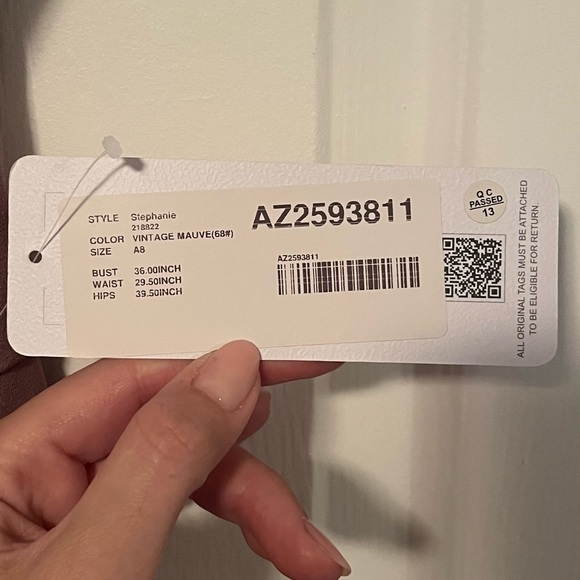 STYLE Stephanie
218822
COLOR VINTAGE MAUVE(68#)
SIZE A8
BUST 36.00INCH
WAIST 29.50INCH
HIPS 39.50INCH
AZ2593811
AZ2593811
QC
PASSED
13
ALL ORIGINAL TAGS MUST BE ATTACHED
TO BE ELIGIBLE FOR RETURN.